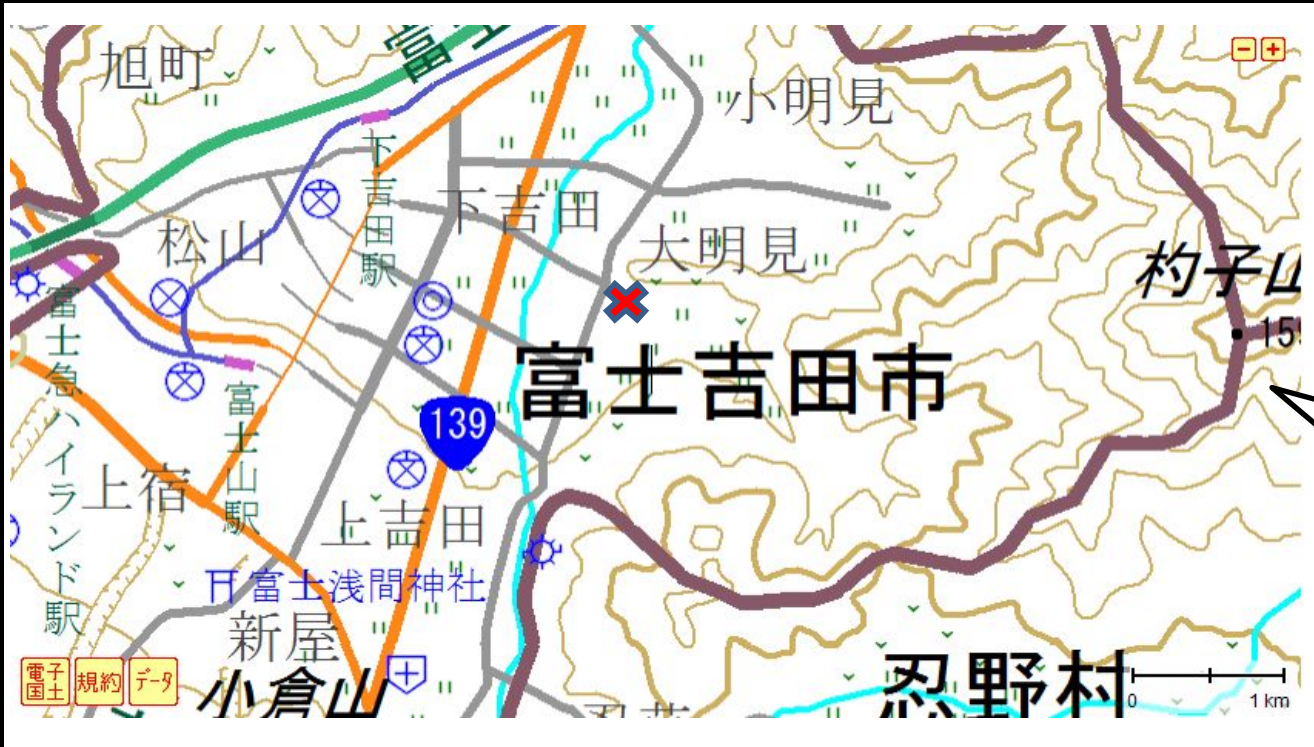 富士
旭町
小明見
下吉田駅
下吉田
松山
大明見
杓子山
159
富士吉田市
富士急ハイランド駅
富士山駅
139
上宿
上吉田
富士浅間神社
新屋
電子国土
規約
データ
小倉山
忍野村
0
1 km